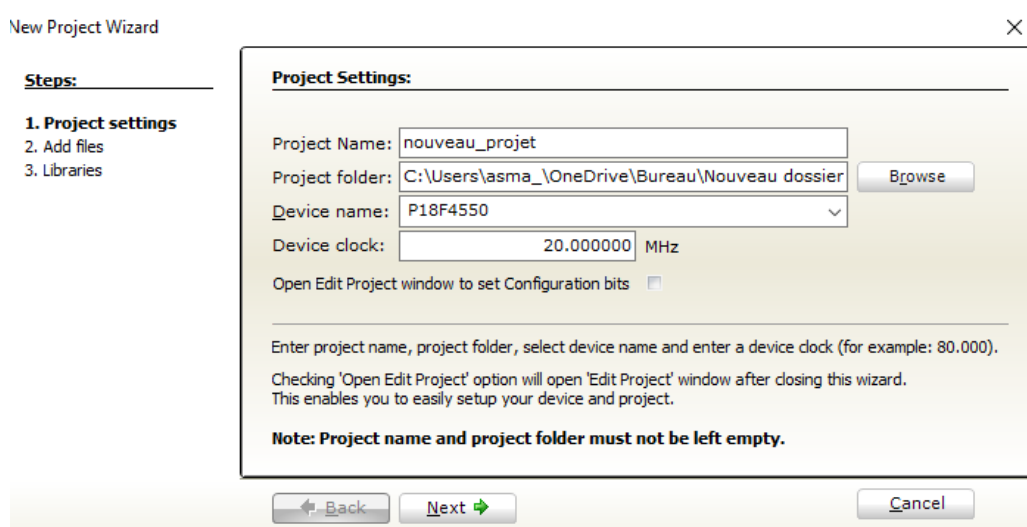 New Project Wizard
Steps:
1. Project settings
2. Add files
3. Libraries
Project Settings:
Project Name: nouveau_projet
Project folder: C:\Users\asma_\OneDrive\Bureau\Nouveau dossier Browse
Device name: P18F4550
Device clock: 20.000000 MHz
Open Edit Project window to set Configuration bits
Enter project name, project folder, select device name and enter a device clock (for example: 80.000).
Checking 'Open Edit Project' option will open 'Edit Project' window after closing this wizard.
This enables you to easily setup your device and project.
Note: Project name and project folder must not be left empty.
Back Next Cancel